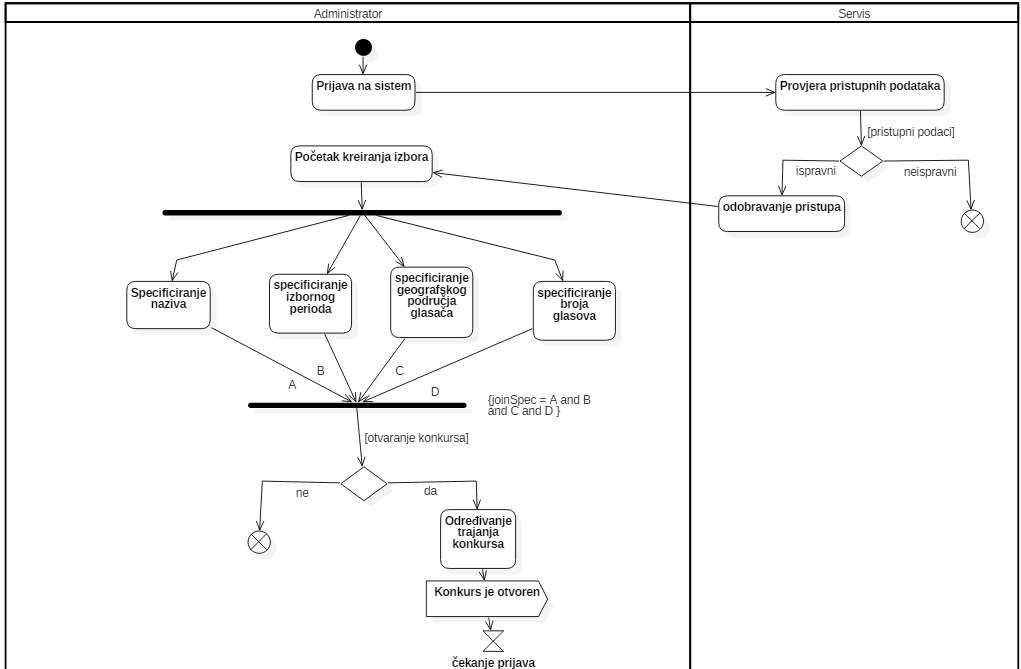 Administrator
Servis
Prijava na sistem
Provjera pristupnih podataka
[pristupni podaci]
Početak kreiranja izbora
ispravni
neispravni
odobravanje pristupa
Specificiranje
naziva
specificiranje
izbornog
perioda
specificiranje
geografskog
područja
glasača
specificiranje
broja
glasova
A
B
C
D
{joinSpec = A and B
and C and D }
[otvaranje konkursa]
ne
da
Određivanje
trajanja
konkursa
Konkurs je otvoren
čekanje prijava